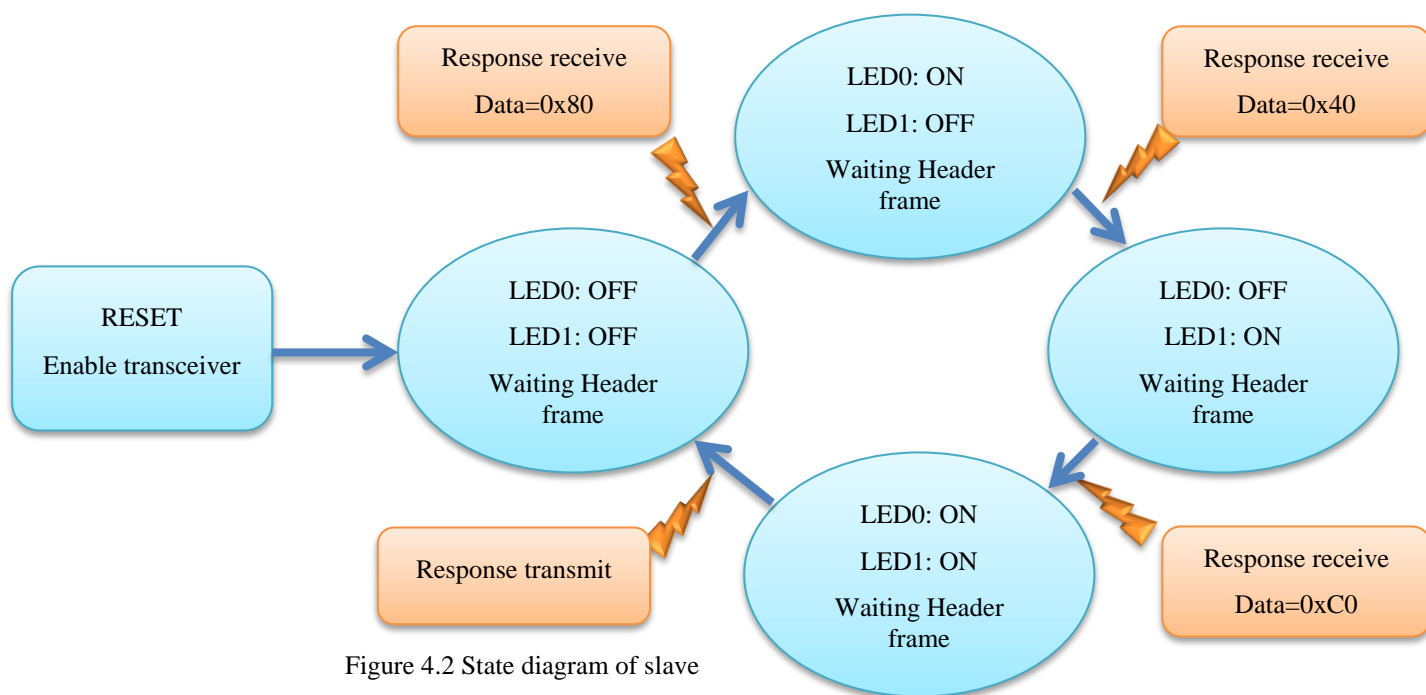 Response receive
Data=0x80
LED0: ON
LED1: OFF
Waiting Header
frame
Response receive
Data=0x40
RESET
Enable transceiver
LED0: OFF
LED1: OFF
Waiting Header
frame
LED0: OFF
LED1: ON
Waiting Header
frame
Response transmit
LED0: ON
LED1: ON
Waiting Header
frame
Response receive
Data=0xC0
Figure 4.2 State diagram of slave